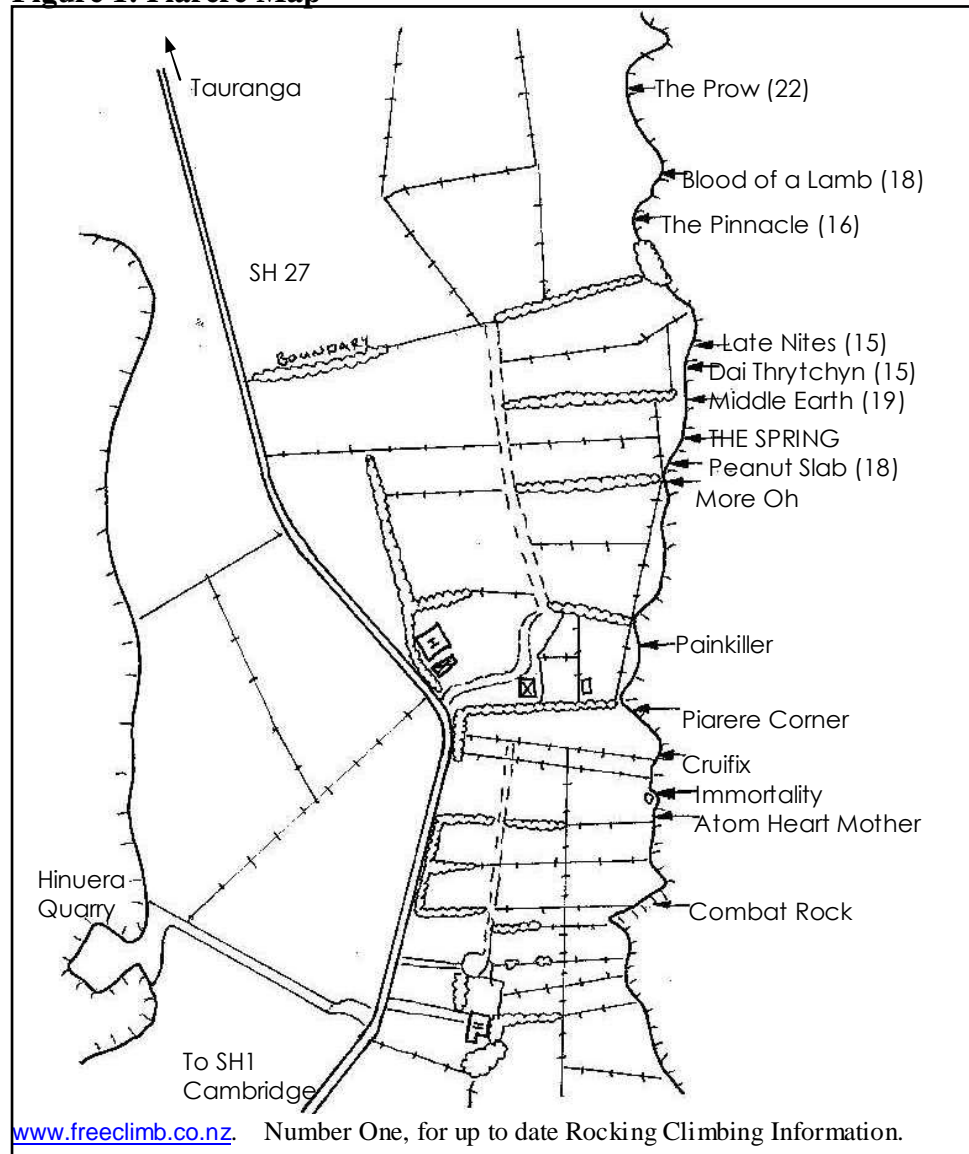 Figure 1: Piarere Map
Tauranga
The Prow (22)
Blood of a Lamb (18)
The Pinnacle (16)
SH 27
BOUNDARY
Late Nites (15)
Dai Thrytchyn (15)
Middle Earth (19)
THE SPRING
Peanut Slab (18)
More Oh
H
Painkiller
Piarere Corner
Cruifix
Immortality
Atom Heart Mother
Hinuera
Quarry
Combat Rock
H
To SH1
Cambridge
www.freeclimb.co.nz. Number One, for up to date Rocking Climbing Information.